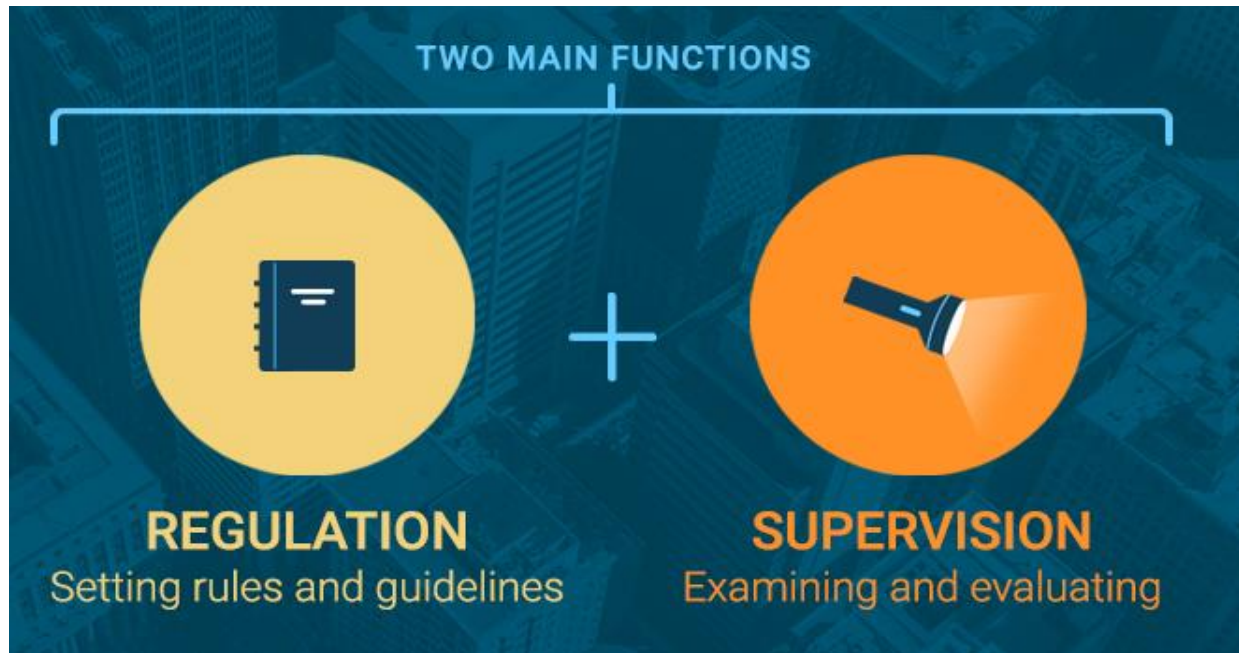 TWO MAIN FUNCTIONS
REGULATION
Setting rules and guidelines
SUPERVISION
Examining and evaluating